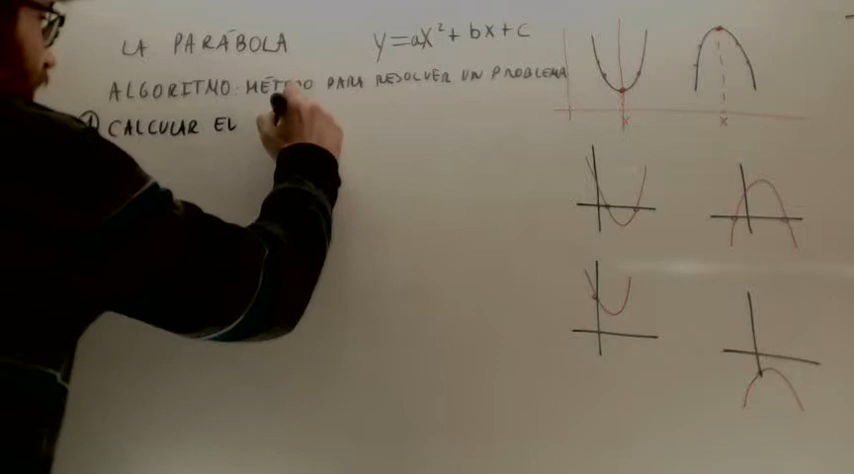 LA PARÁBOLA y=ax²+bx+c
ALGORITMO: MÉTODO PARA RESOLVER UN PROBLEMA
① CALCULAR EL
x x